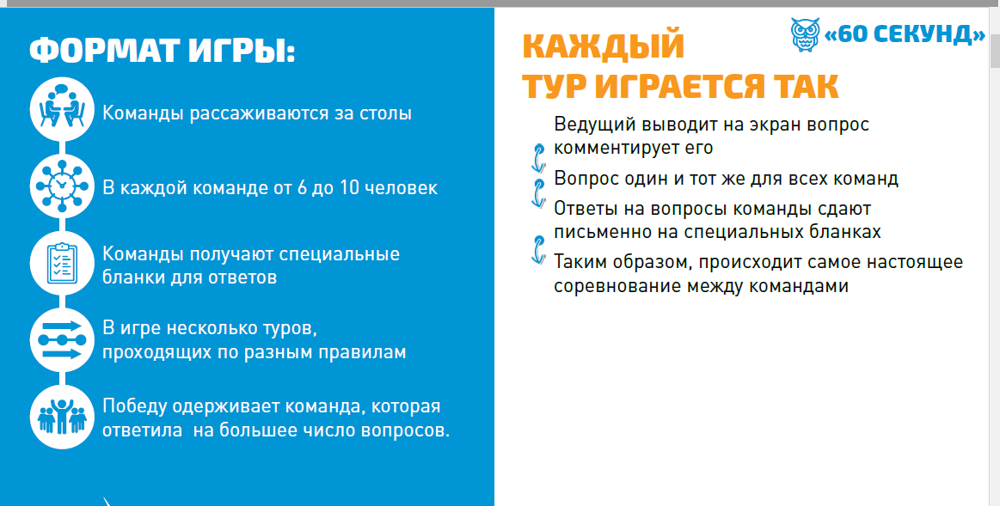 ФОРМАТ ИГРЫ:
Команды рассаживаются за столы
В каждой команде от 6 до 10 человек
Команды получают специальные
бланки для ответов
В игре несколько туров,
проходящих по разным правилам
Победу одерживает команда, которая
ответила на большее число вопросов.
«60 СЕКУНД»
КАЖДЫЙ
ТУР ИГРАЕТСЯ ТАК
Ведущий выводит на экран вопрос
комментирует его
Вопрос один и тот же для всех команд
Ответы на вопросы команды сдают
письменно на специальных бланках
Таким образом, происходит самое настоящее
соревнование между командами